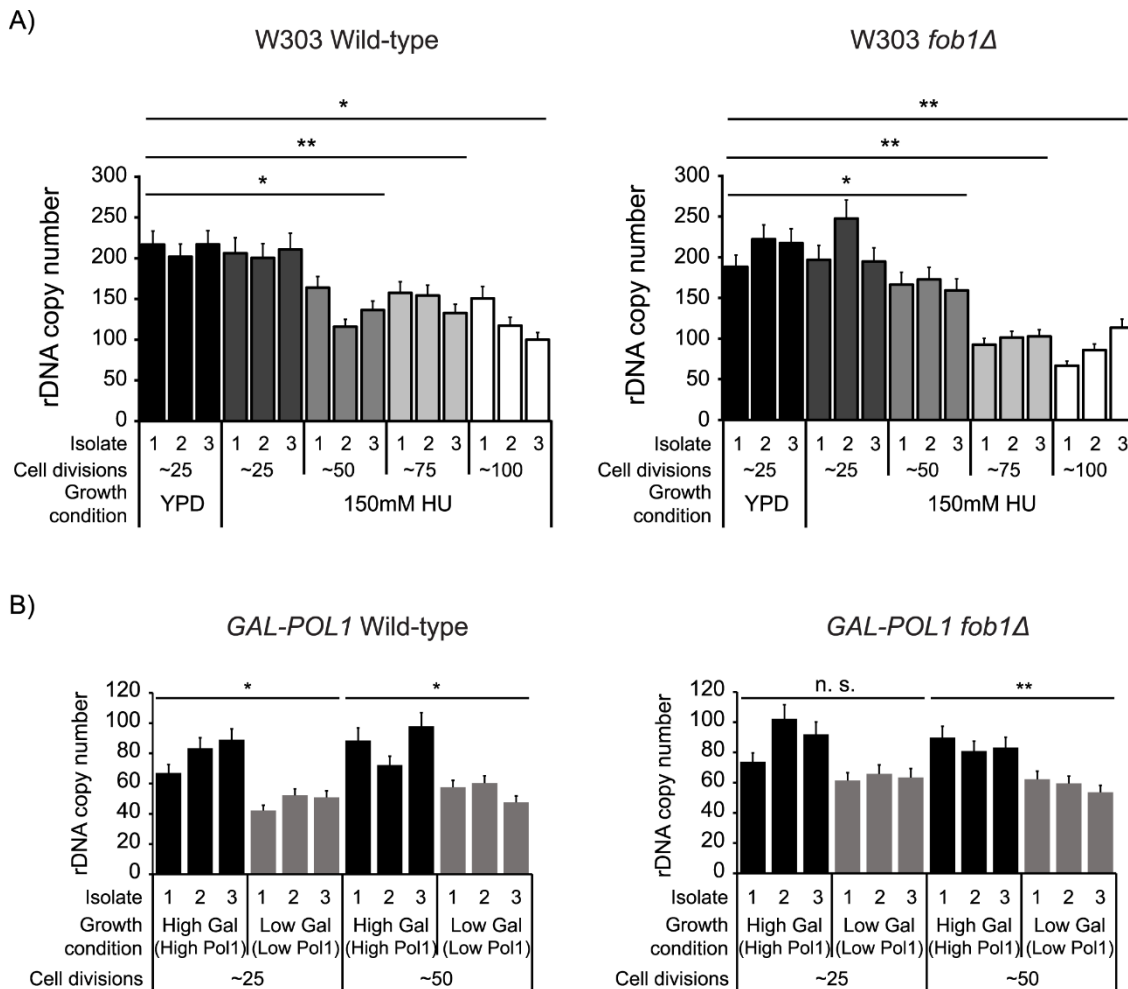 A)
W303 Wild-type
W303 fob1Δ
*
**
*
rDNA copy number
300
250
200
150
100
50
0
Isolate 1 2 3 1 2 3 1 2 3 1 2 3 1 2 3
Cell divisions ~25 ~25 ~50 ~75 ~100
Growth condition YPD 150mM HU
**
**
*
rDNA copy number
300
250
200
150
100
50
0
Isolate 1 2 3 1 2 3 1 2 3 1 2 3 1 2 3
Cell divisions ~25 ~25 ~50 ~75 ~100
Growth condition YPD 150mM HU
B)
GAL-POL1 Wild-type
GAL-POL1 fob1Δ
* *
rDNA copy number
120
100
80
60
40
20
0
Isolate 1 2 3 1 2 3 1 2 3 1 2 3
Growth High Gal Low Gal High Gal Low Gal
condition (High Pol1) (Low Pol1) (High Pol1) (Low Pol1)
Cell divisions ~25 ~50
n. s. **
rDNA copy number
120
100
80
60
40
20
0
Isolate 1 2 3 1 2 3 1 2 3 1 2 3
Growth High Gal Low Gal High Gal Low Gal
condition (High Pol1) (Low Pol1) (High Pol1) (Low Pol1)
Cell divisions ~25 ~50